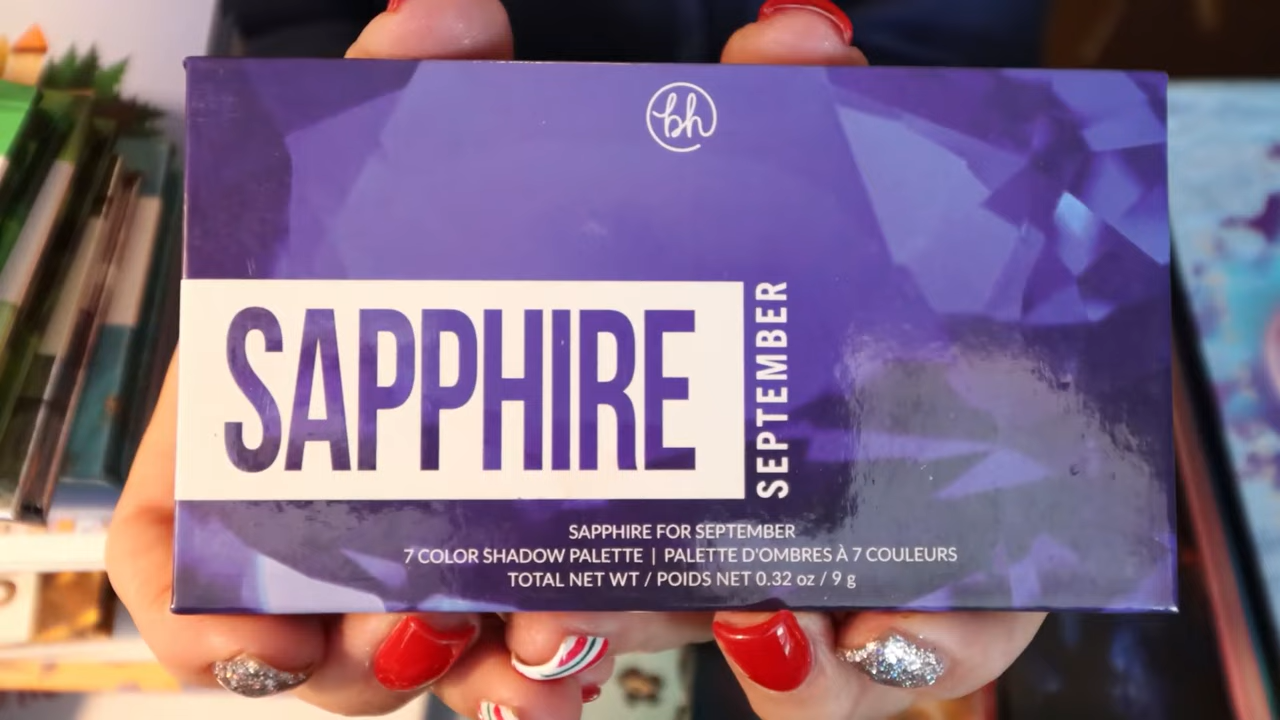 bh
SAPPHIRE
SEPTEMBER
SAPPHIRE FOR SEPTEMBER
7 COLOR SHADOW PALETTE | PALETTE D'OMBRES À 7 COULEURS
TOTAL NET WT / POIDS NET 0.32 oz / 9 g